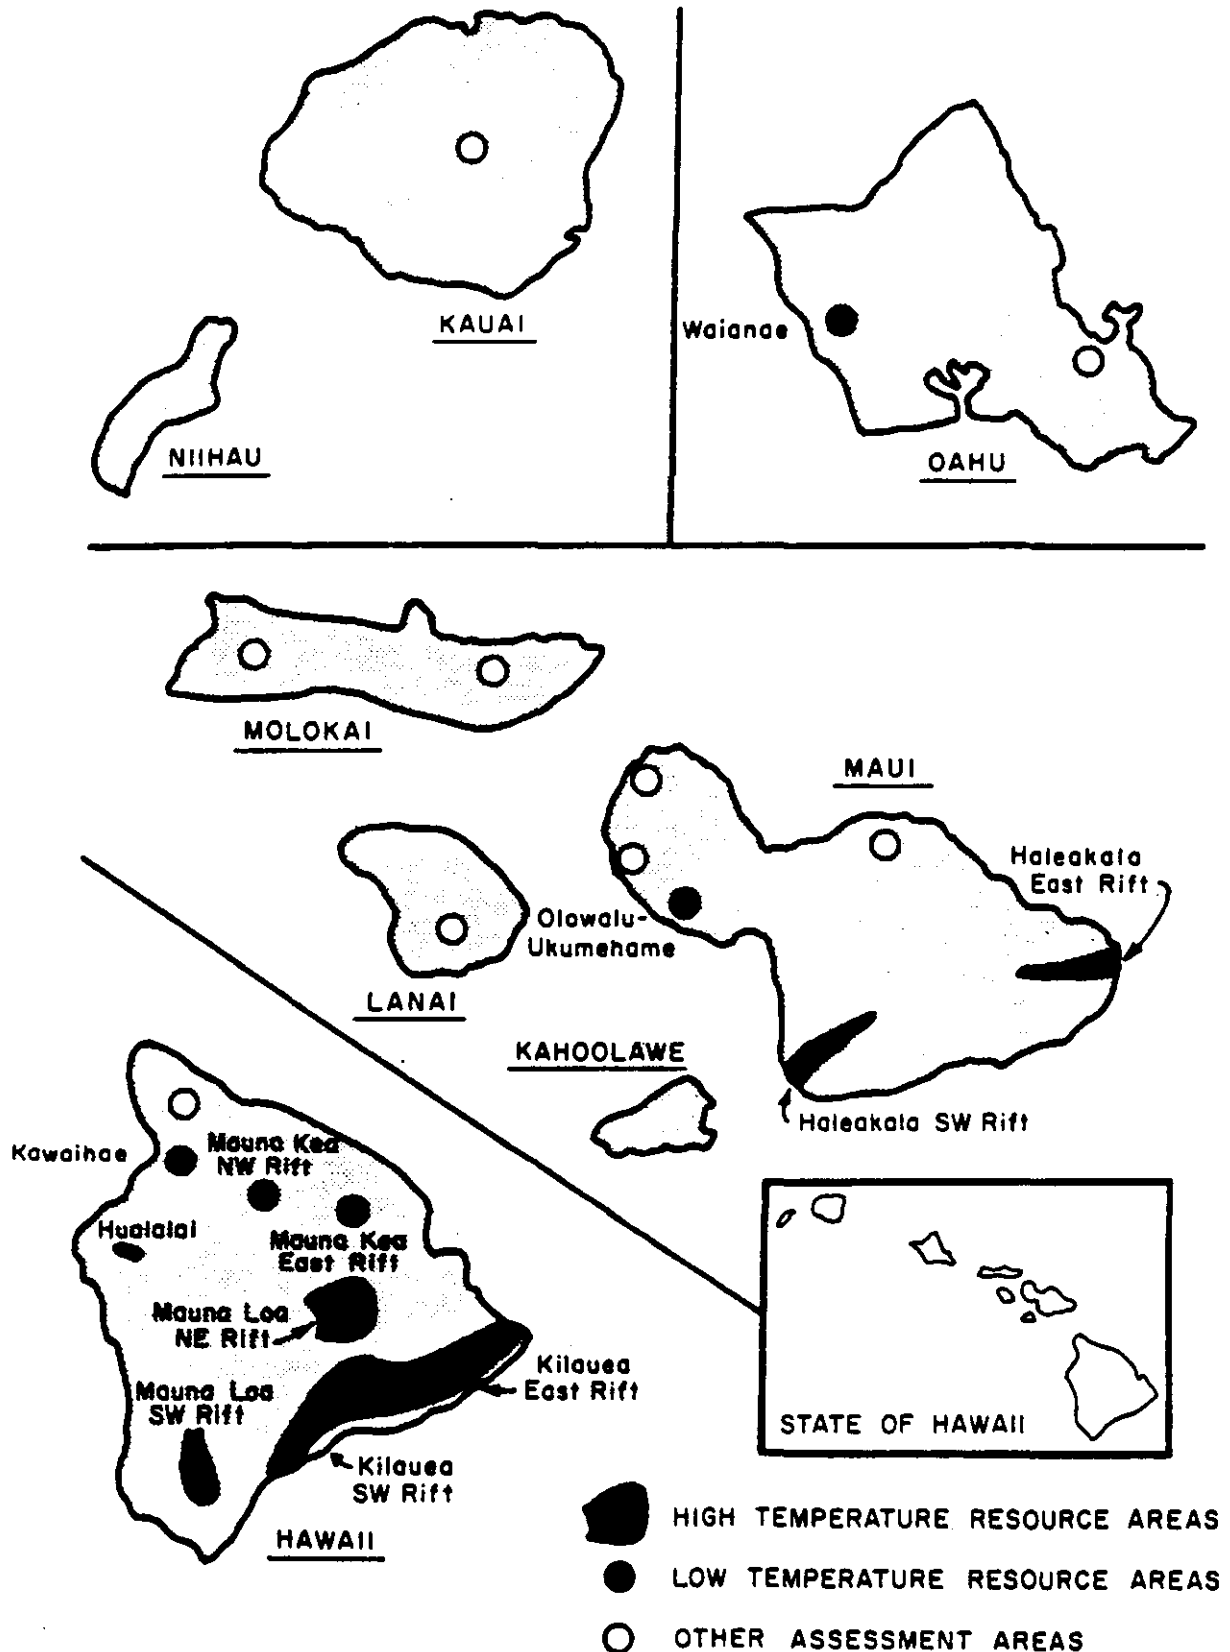 KAUAI
Waianae
NIIHAU
OAHU
MOLOKAI
MAUI
Haleakala
East Rift
Olowalu-
Ukumehame
LANAI
KAHOOLAWE
Haleakala SW Rift
Kawaihae
Mauna Kea
NW Rift
Hualalai
Mauna Kea
East Rift
Mauna Loa
NE Rift
Kilauea
East Rift
Mauna Loa
SW Rift
Kilauea
SW Rift
HAWAII
STATE OF HAWAII
HIGH TEMPERATURE RESOURCE AREAS
LOW TEMPERATURE RESOURCE AREAS
OTHER ASSESSMENT AREAS